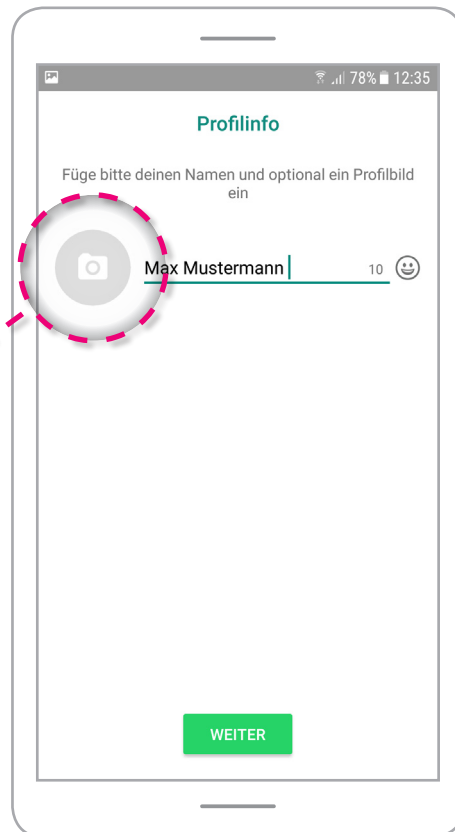 78% 12:35
Profilinfo
Füge bitte deinen Namen und optional ein Profilbild
ein
Max Mustermann 10
WEITER